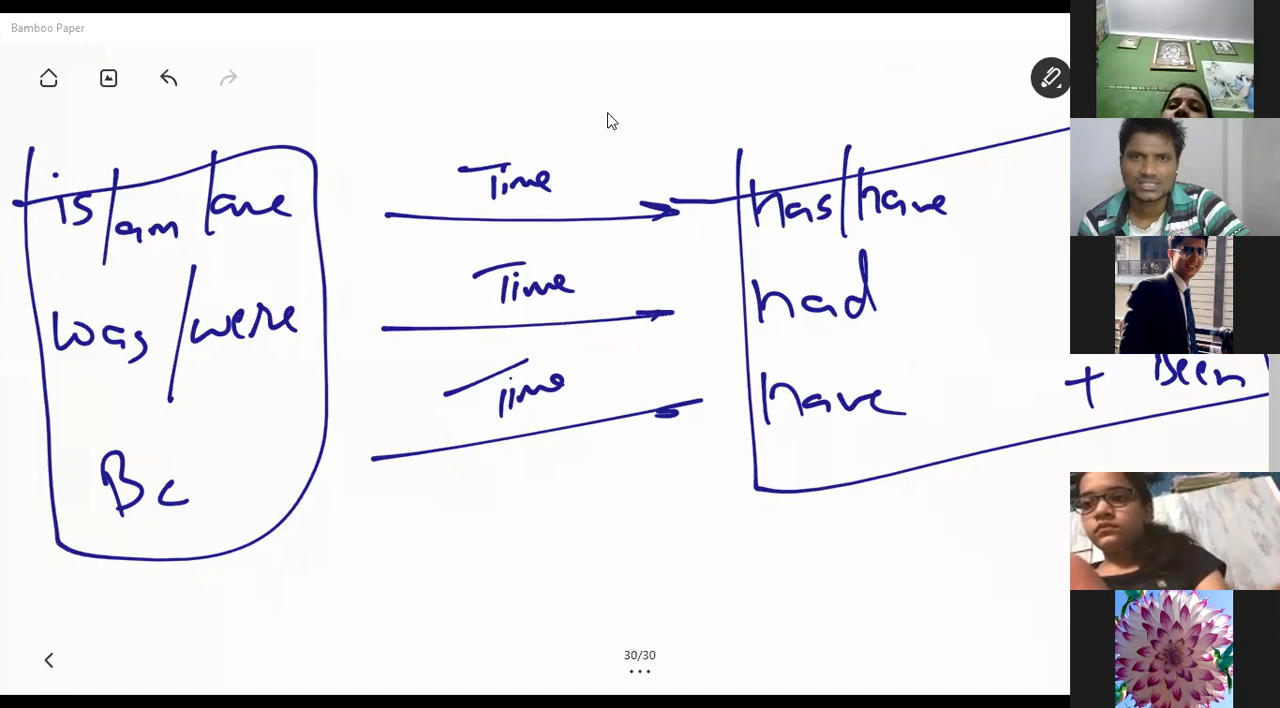 Bamboo Paper
Time
is/am/are
has/have
Time
was/were
had
Time
have + Been
Be
30/30